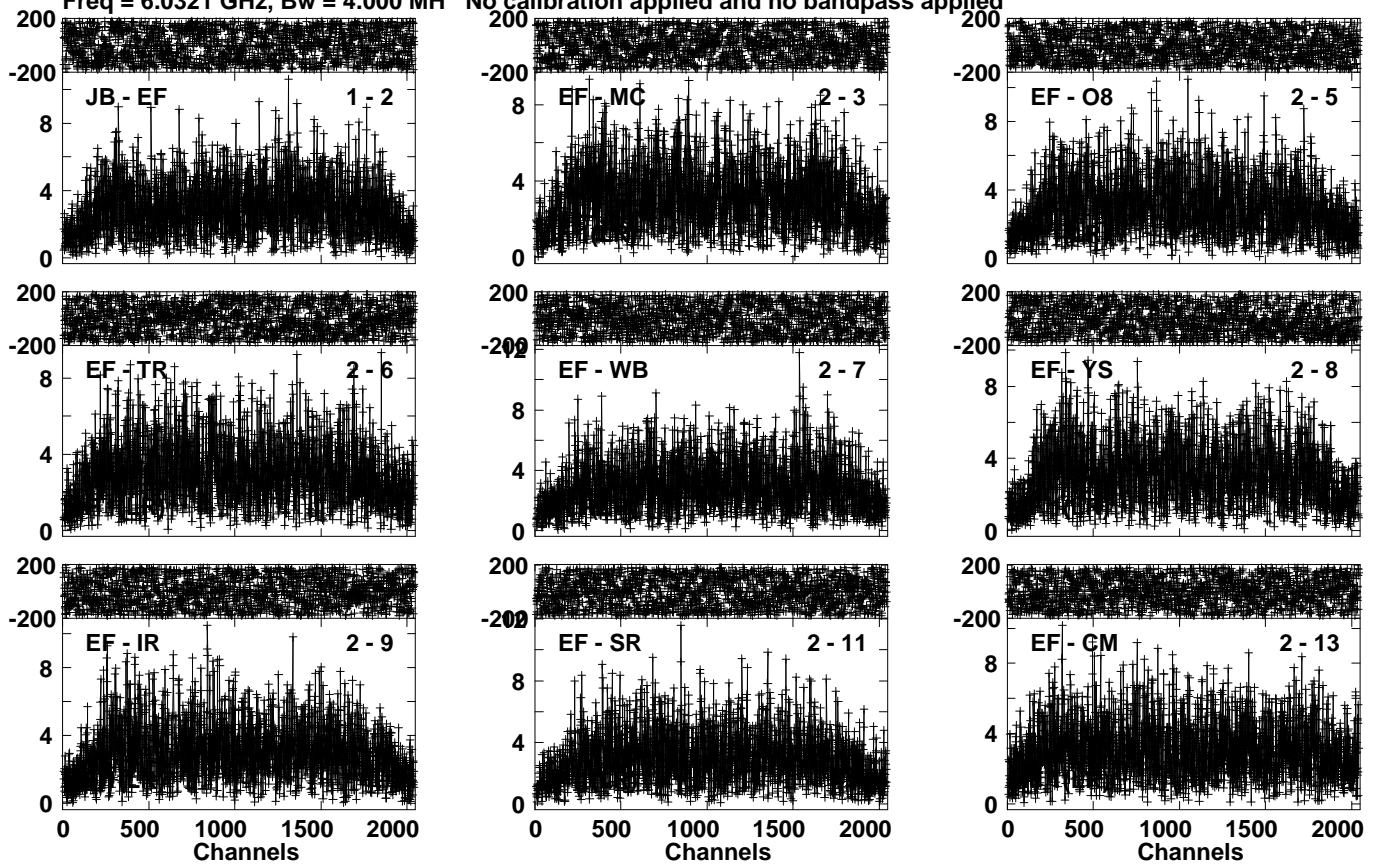 Freq = 6.0321 GHz, Bw = 4.000 MH No calibration applied and no bandpass applied
200 200 200
-200 -200 -200
JB - EF 1 - 2 EF - MC 2 - 3 EF - O8 2 - 5
8 8 8
4 4 4
0 0 0
200 200 200
-200 -200 -200
12
EF - TR 2 - 6 EF - WB 2 - 7 EF - YS 2 - 8
8 8 8
4 4 4
0 0 0
200 200 200
-200 -200 -200
12
EF - IR 2 - 9 EF - SR 2 - 11 EF - CM 2 - 13
8 8 8
4 4 4
0 0 0
0 500 1000 1500 2000 0 500 1000 1500 2000 0 500 1000 1500 2000
Channels Channels Channels